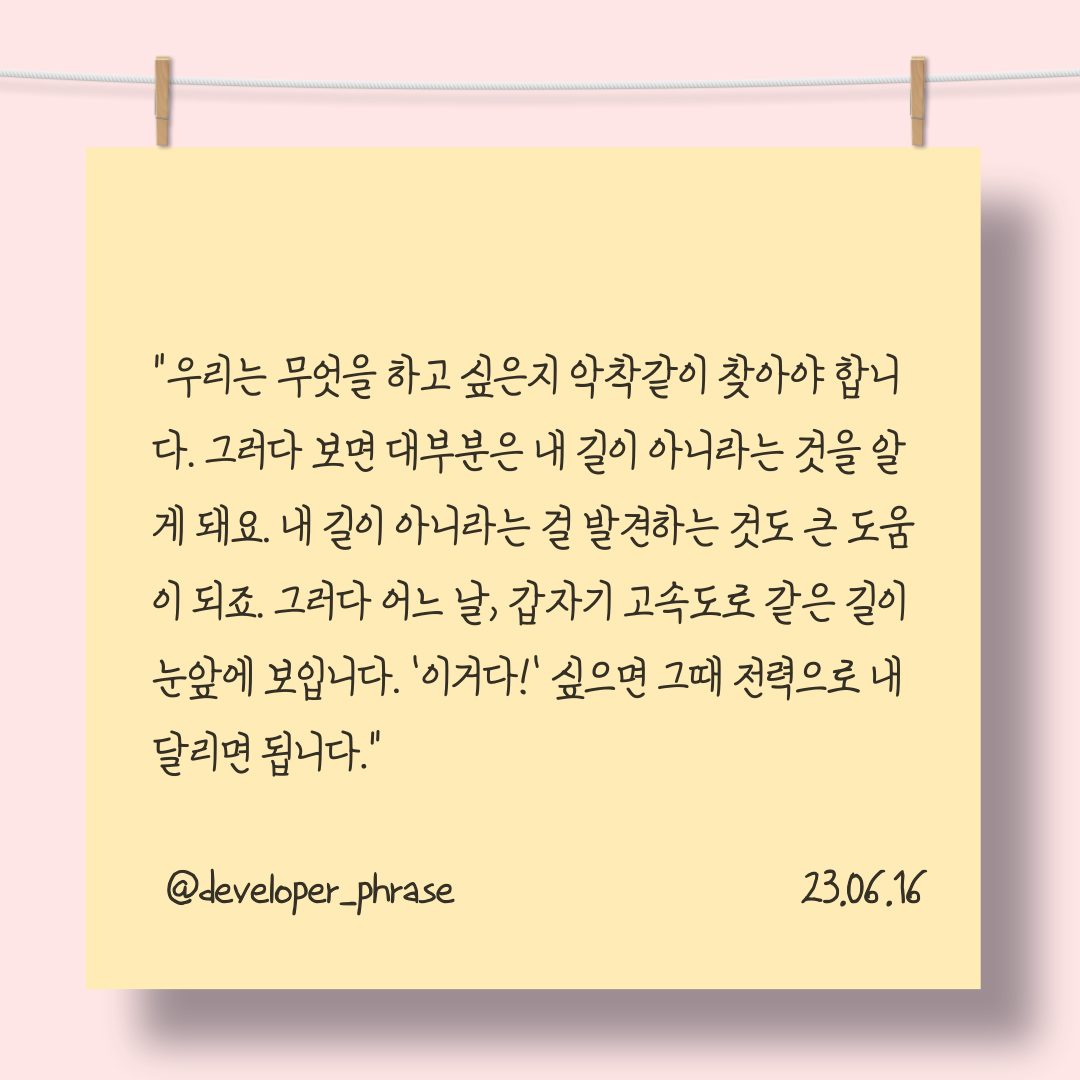 "우리는 무엇을 하고 싶은지 악착같이 찾아야 합니
다. 그러다 보면 대부분은 내 길이 아니라는 것을 알
게 돼요. 내 길이 아니라는 걸 발견하는 것도 큰 도움
이 되죠. 그러다 어느 날, 갑자기 고속도로 같은 길이
눈앞에 보입니다. '이거다!' 싶으면 그때 전력으로 내
달리면 됩니다."
@developer_phrase 23.06.16